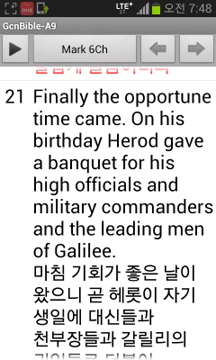 LTE 오전 7:48
GcnBible-A9
Mark 6Ch
21 Finally the opportune
time came. On his
birthday Herod gave
a banquet for his
high officials and
military commanders
and the leading men
of Galilee.
마침 기회가 좋은 날이
왔으니 곧 헤롯이 자기
생일에 대신들과
천부장들과 갈릴리의